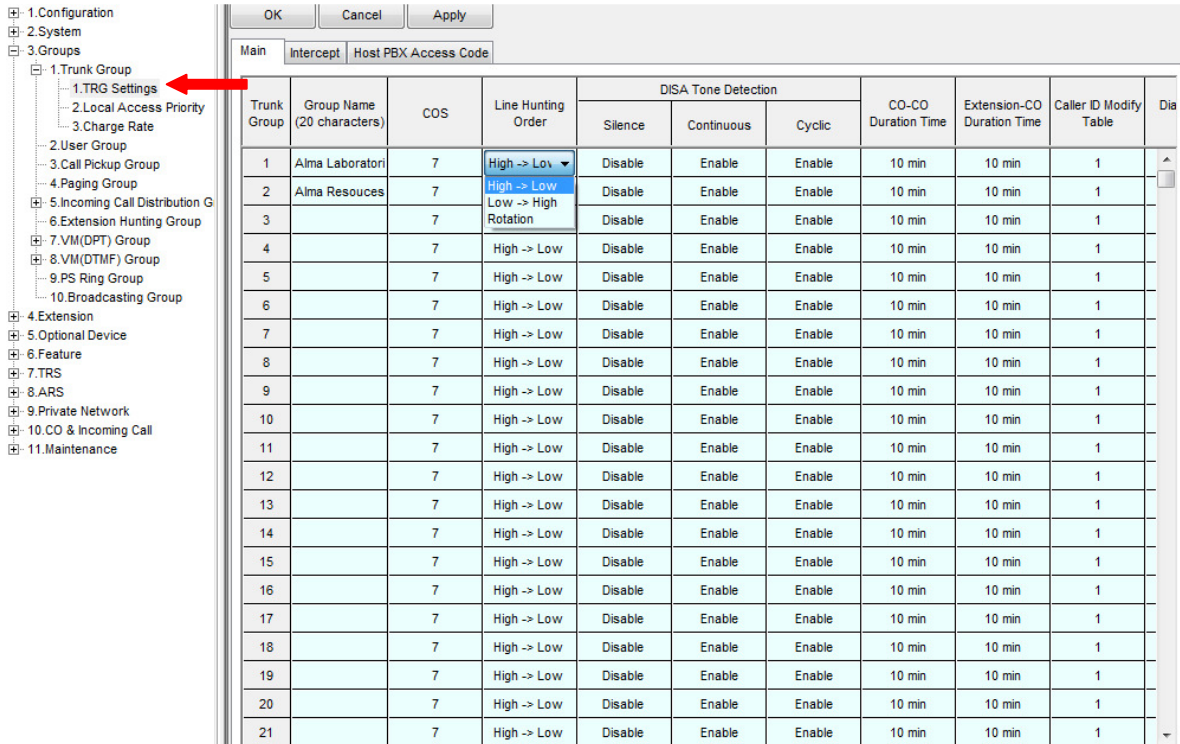 1.Configuration
2.System
3.Groups
1.Trunk Group
1.TRG Settings
2.Local Access Priority
3.Charge Rate
2.User Group
3.Call Pickup Group
4.Paging Group
5.Incoming Call Distribution G
6.Extension Hunting Group
7.VM(DPT) Group
8.VM(DTMF) Group
9.PS Ring Group
10.Broadcasting Group
4.Extension
5.Optional Device
6.Feature
7.TRS
8.ARS
9.Private Network
10.CO & Incoming Call
11.Maintenance
OK Cancel Apply
Main Intercept Host PBX Access Code
Trunk Group Group Name (20 characters) COS Line Hunting Order DISA Tone Detection CO-CO Duration Time Extension-CO Duration Time Caller ID Modify Table Dia
Silence Continuous Cyclic
1 Alma Laboratori 7 High -> Lov Disable Enable Enable 10 min 10 min 1
2 Alma Resouces 7 Disable Enable Enable 10 min 10 min 1
High -> Low
Low -> High
Rotation
3 7 Disable Enable Enable 10 min 10 min 1
4 7 High -> Low Disable Enable Enable 10 min 10 min 1
5 7 High -> Low Disable Enable Enable 10 min 10 min 1
6 7 High -> Low Disable Enable Enable 10 min 10 min 1
7 7 High -> Low Disable Enable Enable 10 min 10 min 1
8 7 High -> Low Disable Enable Enable 10 min 10 min 1
9 7 High -> Low Disable Enable Enable 10 min 10 min 1
10 7 High -> Low Disable Enable Enable 10 min 10 min 1
11 7 High -> Low Disable Enable Enable 10 min 10 min 1
12 7 High -> Low Disable Enable Enable 10 min 10 min 1
13 7 High -> Low Disable Enable Enable 10 min 10 min 1
14 7 High -> Low Disable Enable Enable 10 min 10 min 1
15 7 High -> Low Disable Enable Enable 10 min 10 min 1
16 7 High -> Low Disable Enable Enable 10 min 10 min 1
17 7 High -> Low Disable Enable Enable 10 min 10 min 1
18 7 High -> Low Disable Enable Enable 10 min 10 min 1
19 7 High -> Low Disable Enable Enable 10 min 10 min 1
20 7 High -> Low Disable Enable Enable 10 min 10 min 1
21 7 High -> Low Disable Enable Enable 10 min 10 min 1